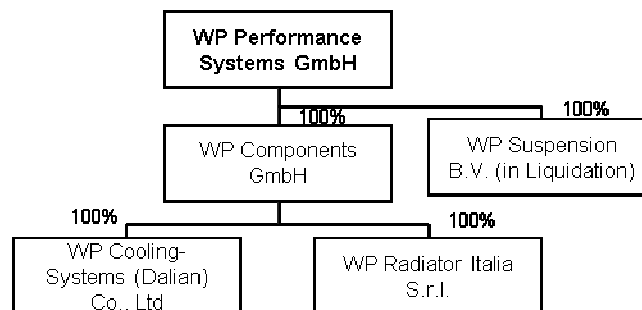 WP Performance
Systems GmbH
100%
100%
WP Components
GmbH
WP Suspension
B.V. (in Liquidation)
100%
100%
WP Cooling-
Systems (Dalian)
Co., Ltd
WP Radiator Italia
S.r.l.